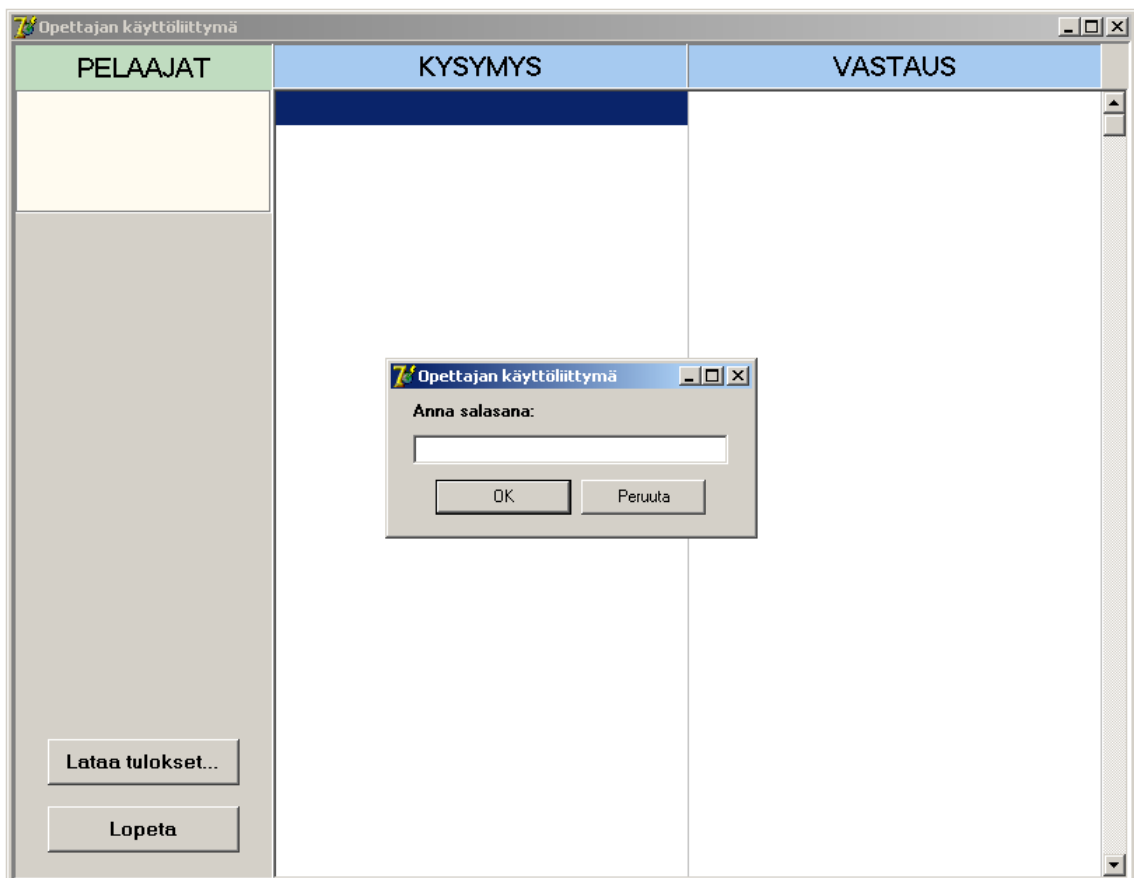 Opettajan käyttöliittymä
PELAAJAT
KYSYMYS
VASTAUS
Opettajan käyttöliittymä
Anna salasana:
OK
Peruuta
Lataa tulokset...
Lopeta